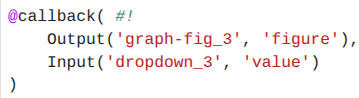 @callback( #!
    Output('graph-fig_3', 'figure'),
    Input('dropdown_3', 'value')
)